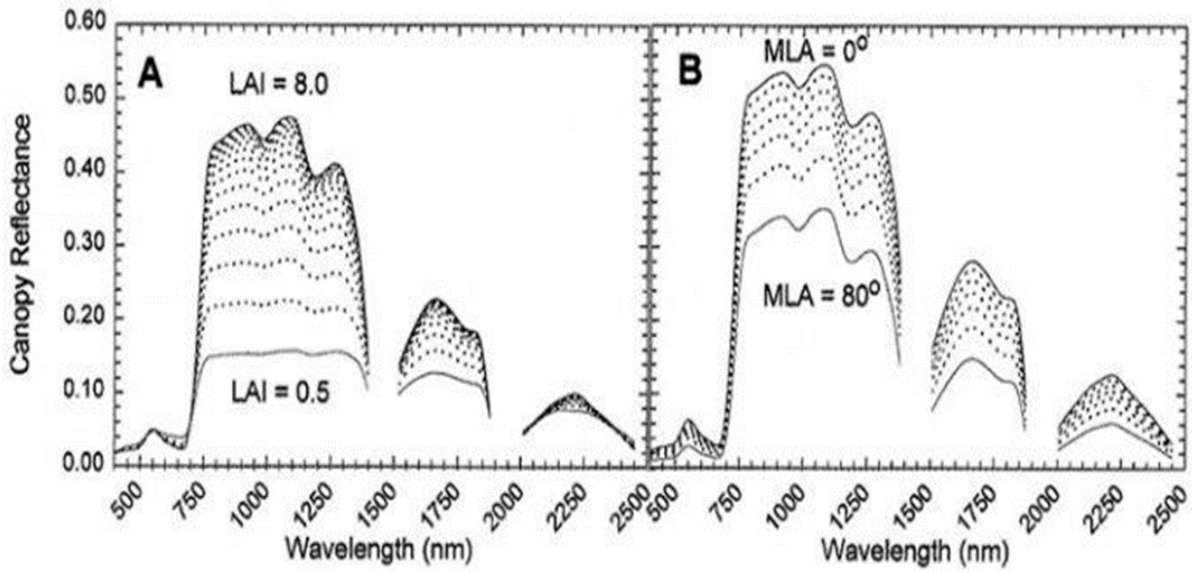 0.60
0.50
0.40
0.30
0.20
0.10
0.00
Canopy Reflectance
A
LAI = 8.0
LAI = 0.5
500 750 1000 1250 1500 1750 2000 2250 2500
Wavelength (nm)
B
MLA = 0⁰
MLA = 80⁰
500 750 1000 1250 1500 1750 2000 2250 2500
Wavelength (nm)